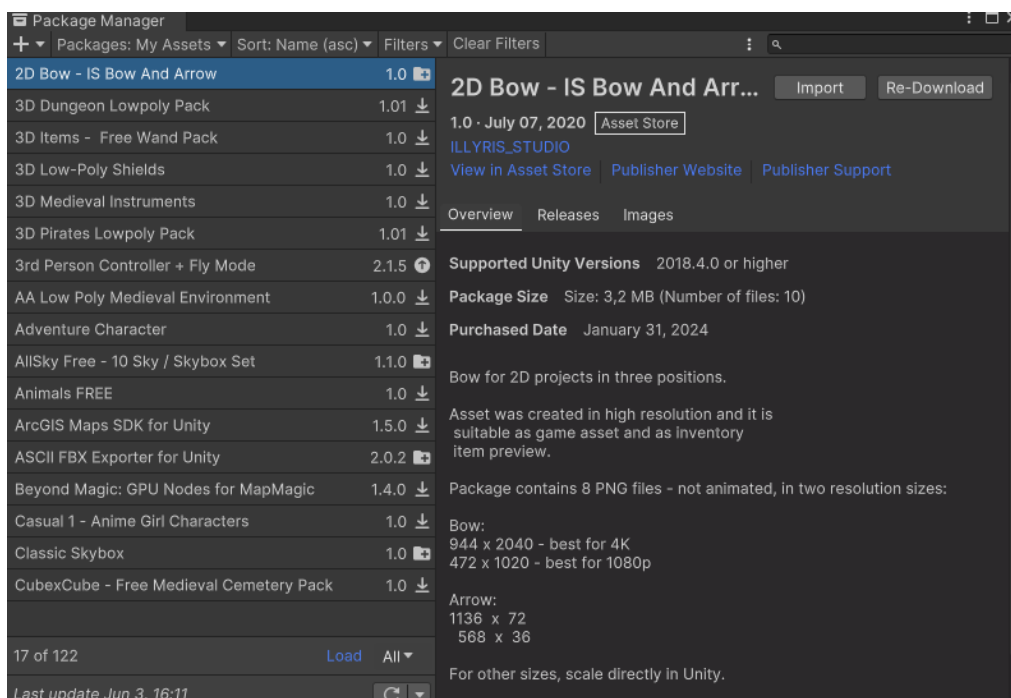 Package Manager
+ Packages: My Assets Sort: Name (asc) Filters Clear Filters
2D Bow - IS Bow And Arrow 1.0
3D Dungeon Lowpoly Pack 1.01
3D Items - Free Wand Pack 1.0
3D Low-Poly Shields 1.0
3D Medieval Instruments 1.0
3D Pirates Lowpoly Pack 1.01
3rd Person Controller + Fly Mode 2.1.5
AA Low Poly Medieval Environment 1.0.0
Adventure Character 1.0
AllSky Free - 10 Sky / Skybox Set 1.1.0
Animals FREE 1.0
ArcGIS Maps SDK for Unity 1.5.0
ASCII FBX Exporter for Unity 2.0.2
Beyond Magic: GPU Nodes for MapMagic 1.4.0
Casual 1 - Anime Girl Characters 1.0
Classic Skybox 1.0
CubexCube - Free Medieval Cemetery Pack 1.0
17 of 122 Load All
Last update Jun 3, 16:11
2D Bow - IS Bow And Arr... Import Re-Download
1.0 · July 07, 2020 Asset Store
ILLYRIS_STUDIO
View in Asset Store Publisher Website Publisher Support
Overview Releases Images
Supported Unity Versions 2018.4.0 or higher
Package Size Size: 3,2 MB (Number of files: 10)
Purchased Date January 31, 2024
Bow for 2D projects in three positions.
Asset was created in high resolution and it is
suitable as game asset and as inventory
item preview.
Package contains 8 PNG files - not animated, in two resolution sizes:
Bow:
944 x 2040 - best for 4K
472 x 1020 - best for 1080p
Arrow:
1136 x 72
568 x 36
For other sizes, scale directly in Unity.